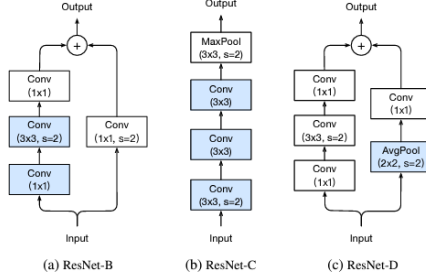 Output
+
Conv
(1x1)
Conv
(3x3, s=2)
Conv
(1x1)
Conv
(1x1, s=2)
Input
(a) ResNet-B
Output
MaxPool
(3x3, s=2)
Conv
(3x3)
Conv
(3x3)
Conv
(3x3, s=2)
Input
(b) ResNet-C
Output
+
Conv
(1x1)
Conv
(3x3, s=2)
Conv
(1x1)
Conv
(1x1)
AvgPool
(2x2, s=2)
Input
(c) ResNet-D